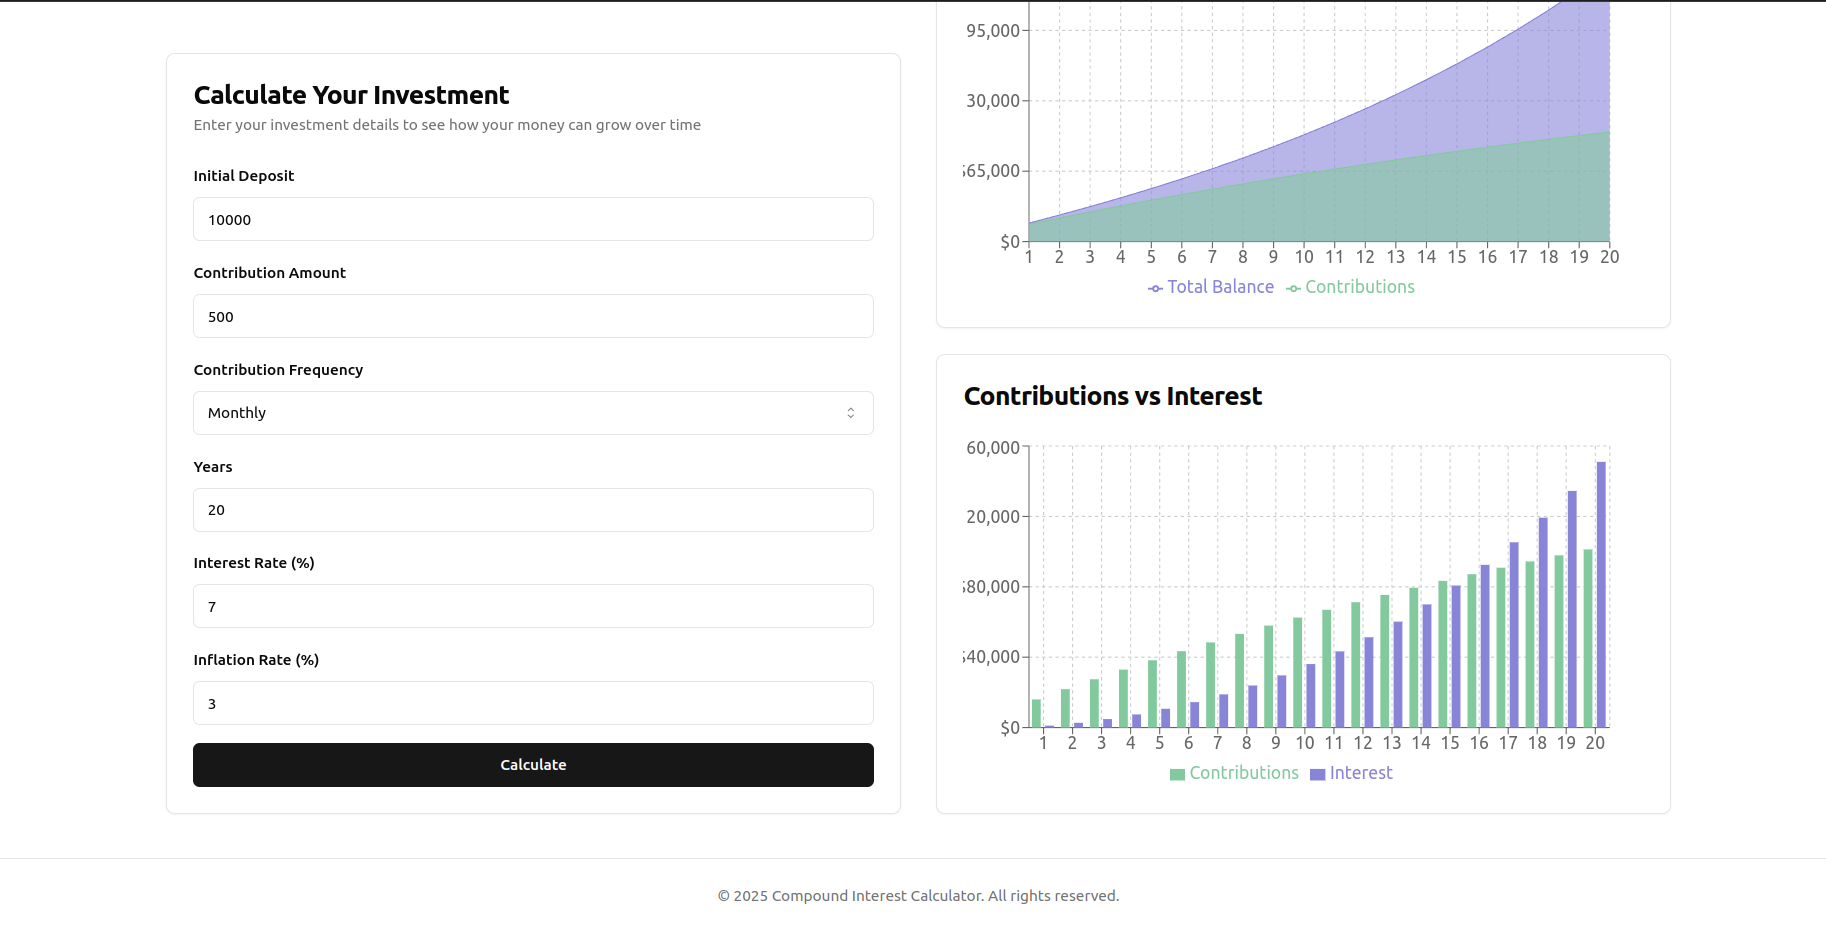 Calculate Your Investment
Enter your investment details to see how your money can grow over time
Initial Deposit
10000
Contribution Amount
500
Contribution Frequency
Monthly
Years
20
Interest Rate (%)
7
Inflation Rate (%)
3
Calculate
95,000
30,000
65,000
$0
1 2 3 4 5 6 7 8 9 10 11 12 13 14 15 16 17 18 19 20
Total Balance Contributions
Contributions vs Interest
60,000
20,000
$80,000
$40,000
$0
1 2 3 4 5 6 7 8 9 10 11 12 13 14 15 16 17 18 19 20
Contributions Interest
© 2025 Compound Interest Calculator. All rights reserved.